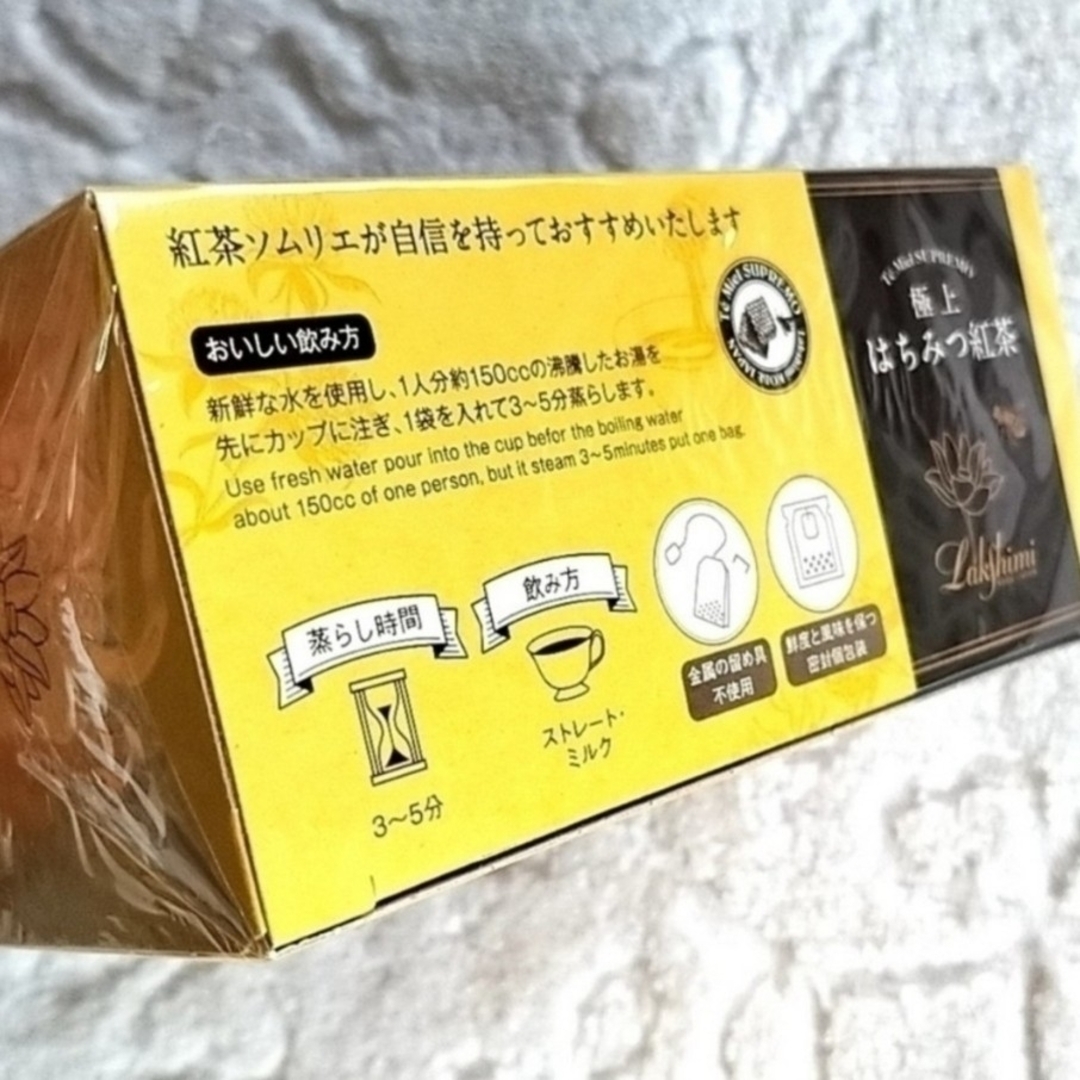 紅茶ソムリエが自信を持っておすすめいたします
おいしい飲み方
新鮮な水を使用し、1人分約150ccの沸騰したお湯を
先にカップに注ぎ、1袋を入れて3〜5分蒸らします。
Use fresh water pour into the cup befor the boiling water
about 150cc of one person, but it steam 3~5minutes put one bag.
蒸らし時間
3〜5分
飲み方
ストレート・
ミルク
金属の留め具
不使用
鮮度と風味を保つ
密封個包装
Té Miel SUPREMO
Té Miel SUPREMO
極上
はちみつ紅茶
Lakshimi